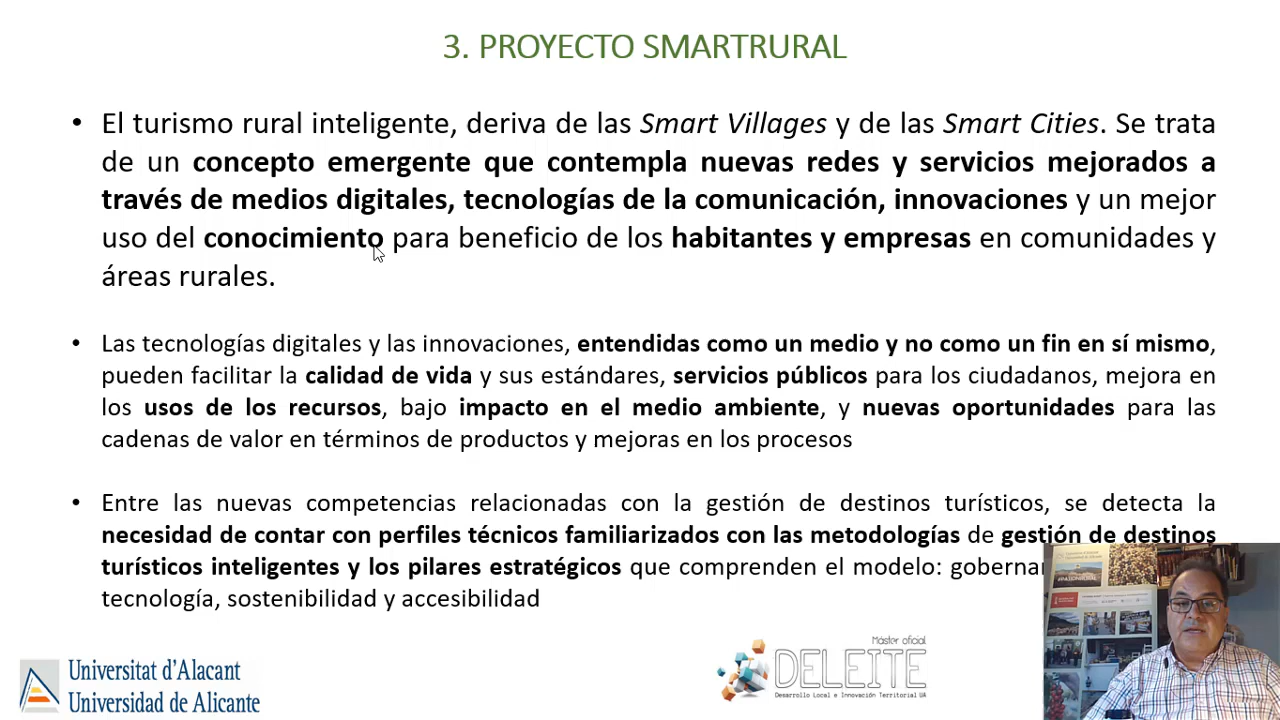 3. PROYECTO SMARTRURAL
• El turismo rural inteligente, deriva de las Smart Villages y de las Smart Cities. Se trata
de un concepto emergente que contempla nuevas redes y servicios mejorados a
través de medios digitales, tecnologías de la comunicación, innovaciones y un mejor
uso del conocimiento para beneficio de los habitantes y empresas en comunidades y
áreas rurales.
• Las tecnologías digitales y las innovaciones, entendidas como un medio y no como un fin en sí mismo,
pueden facilitar la calidad de vida y sus estándares, servicios públicos para los ciudadanos, mejora en
los usos de los recursos, bajo impacto en el medio ambiente, y nuevas oportunidades para las
cadenas de valor en términos de productos y mejoras en los procesos
• Entre las nuevas competencias relacionadas con la gestión de destinos turísticos, se detecta la
necesidad de contar con perfiles técnicos familiarizados con las metodologías de gestión de destinos
turísticos inteligentes y los pilares estratégicos que comprenden el modelo:
tecnología, sostenibilidad y accesibilidad
Universitat d'Alacant
Universidad de Alicante
Máster oficial
DELEITE
Desarrollo Local e Innovación Territorial UA